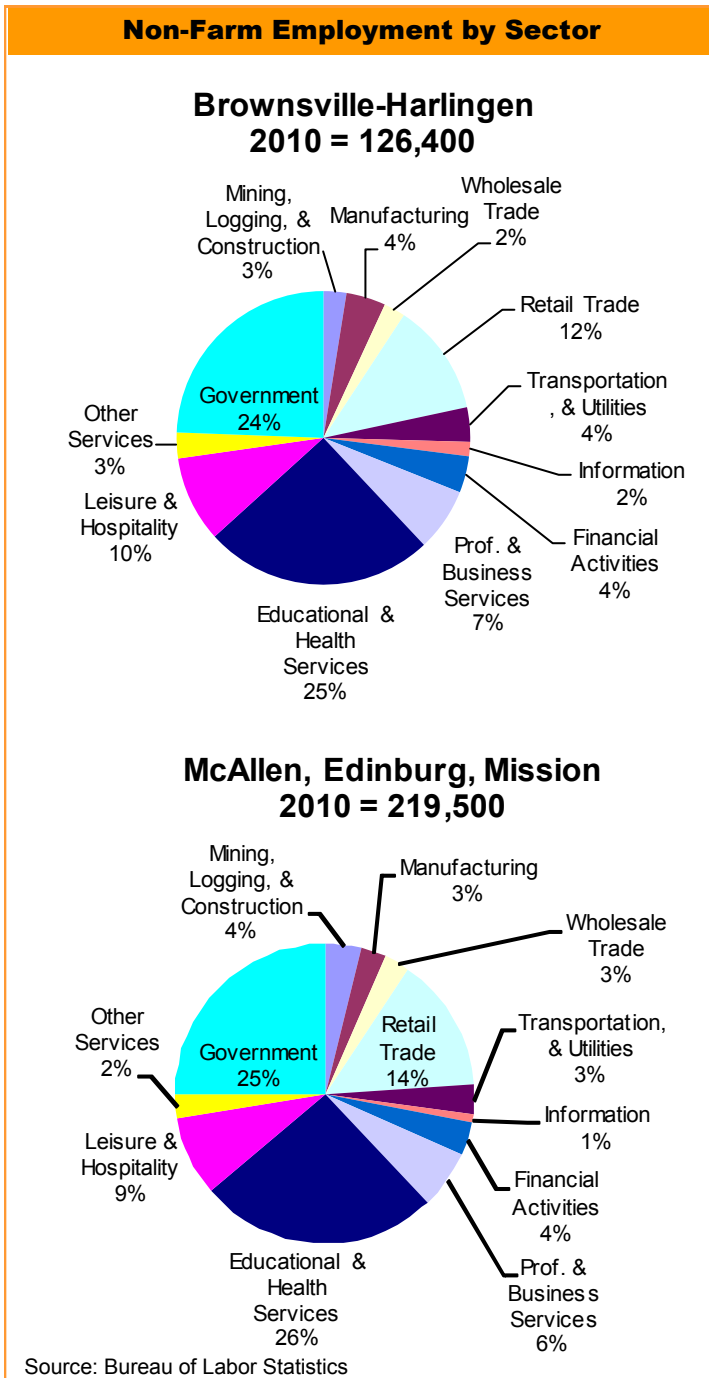 Non-Farm Employment by Sector
Brownsville-Harlingen
2010 = 126,400
Mining,
Logging, &
Construction
3%
Manufacturing
4%
Wholesale
Trade
2%
Retail Trade
12%
Transportation
, & Utilities
4%
Information
2%
Financial
Activities
4%
Prof. &
Business
Services
7%
Educational &
Health
Services
25%
Leisure &
Hospitality
10%
Other
Services
3%
Government
24%
McAllen, Edinburg, Mission
2010 = 219,500
Mining,
Logging, &
Construction
4%
Manufacturing
3%
Wholesale
Trade
3%
Retail
Trade
14%
Transportation,
& Utilities
3%
Information
1%
Financial
Activities
4%
Prof. &
Business
Services
6%
Educational &
Health
Services
26%
Leisure &
Hospitality
9%
Other
Services
2%
Government
25%
Source: Bureau of Labor Statistics